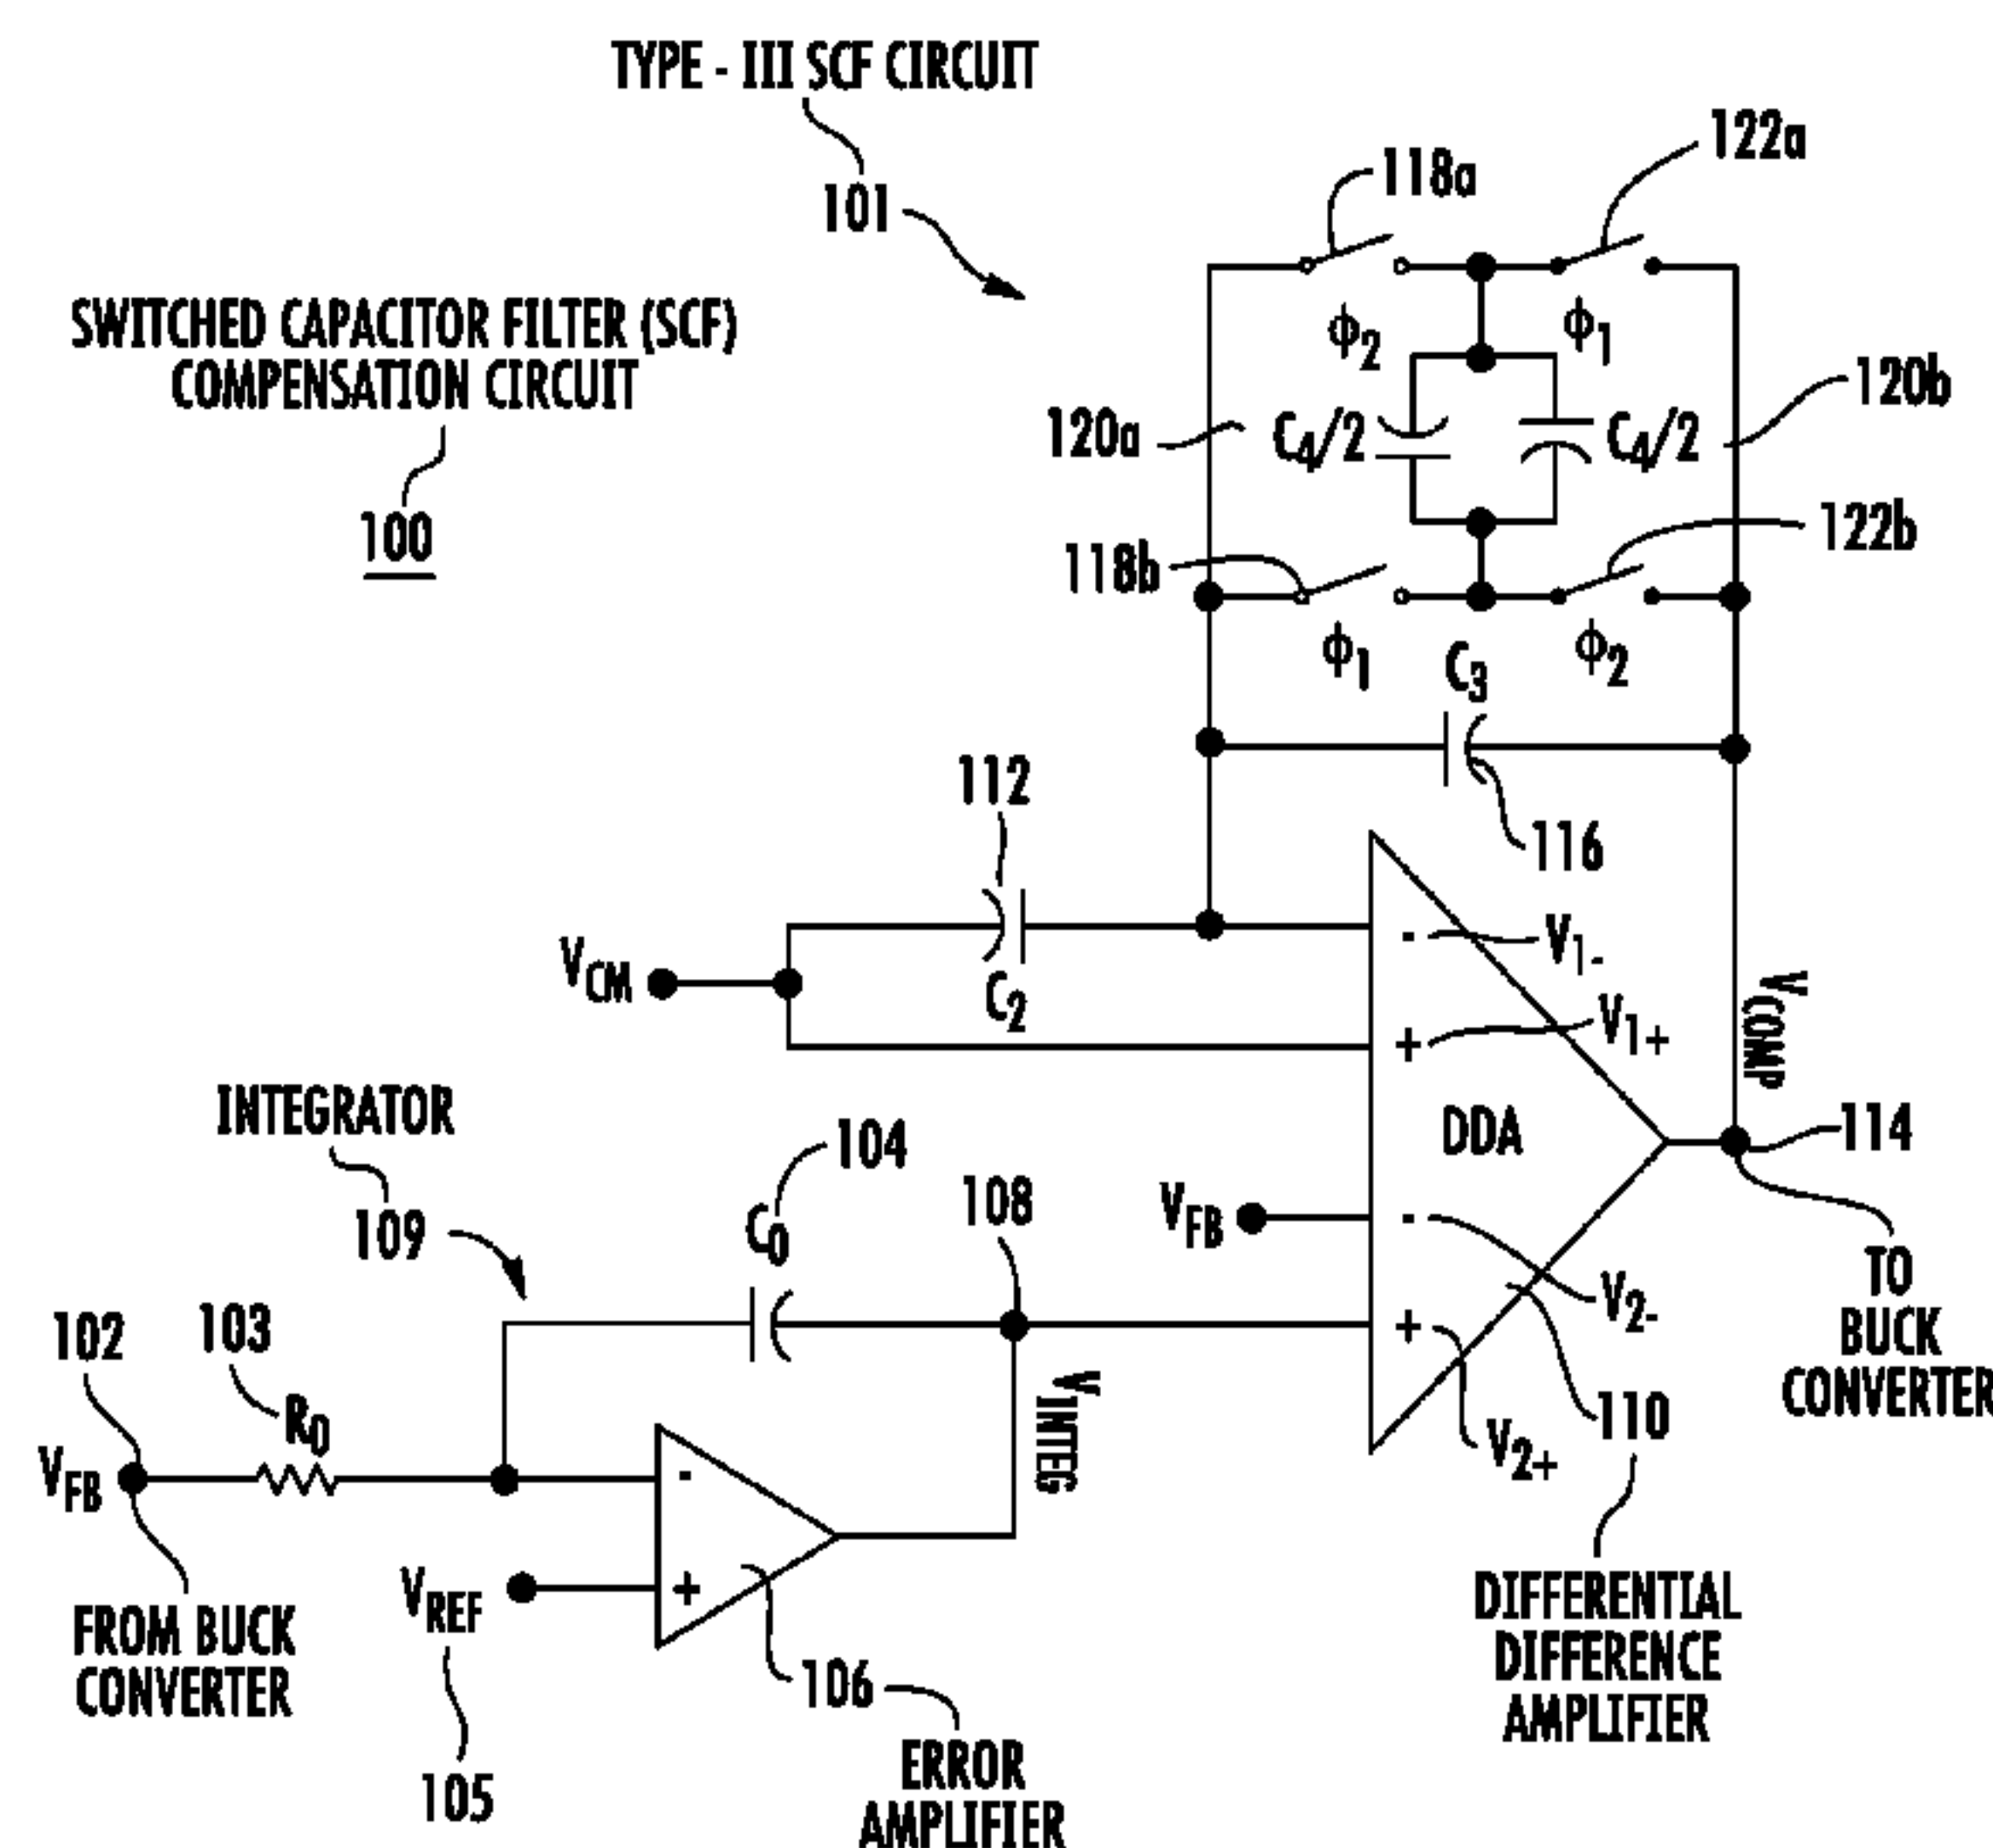 TYPE - III SCF CIRCUIT
101
SWITCHED CAPACITOR FILTER (SCF)
COMPENSATION CIRCUIT
100
118a
122a
ϕ2
ϕ1
120a
C4/2
C4/2
120b
118b
122b
ϕ1
ϕ2
C3
116
112
C2
VCM
-
V1-
+
V1+
DDA
VCOMP
114
TO
BUCK
CONVERTER
INTEGRATOR
109
C0
104
108
VFB
-
V2-
+
V2+
110
DIFFERENTIAL
DIFFERENCE
AMPLIFIER
102
103
R0
VFB
VINTEG
-
+
VREF
105
FROM BUCK
CONVERTER
106
ERROR
AMPLIFIER